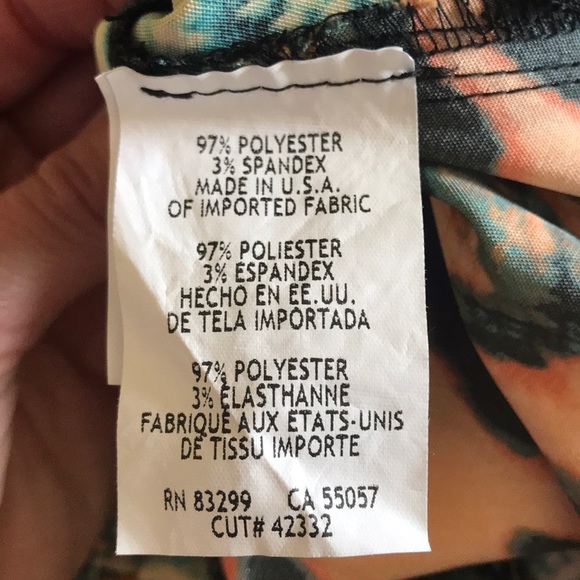 97% POLYESTER
3% SPANDEX
MADE IN U.S.A.
OF IMPORTED FABRIC
97% POLIESTER
3% ESPANDEX
HECHO EN EE.UU.
DE TELA IMPORTADA
97% POLYESTER
3% ELASTHANNE
FABRIQUE AUX ETATS-UNIS
DE TISSU IMPORTE
RN 83299 CA 55057
CUT# 42332